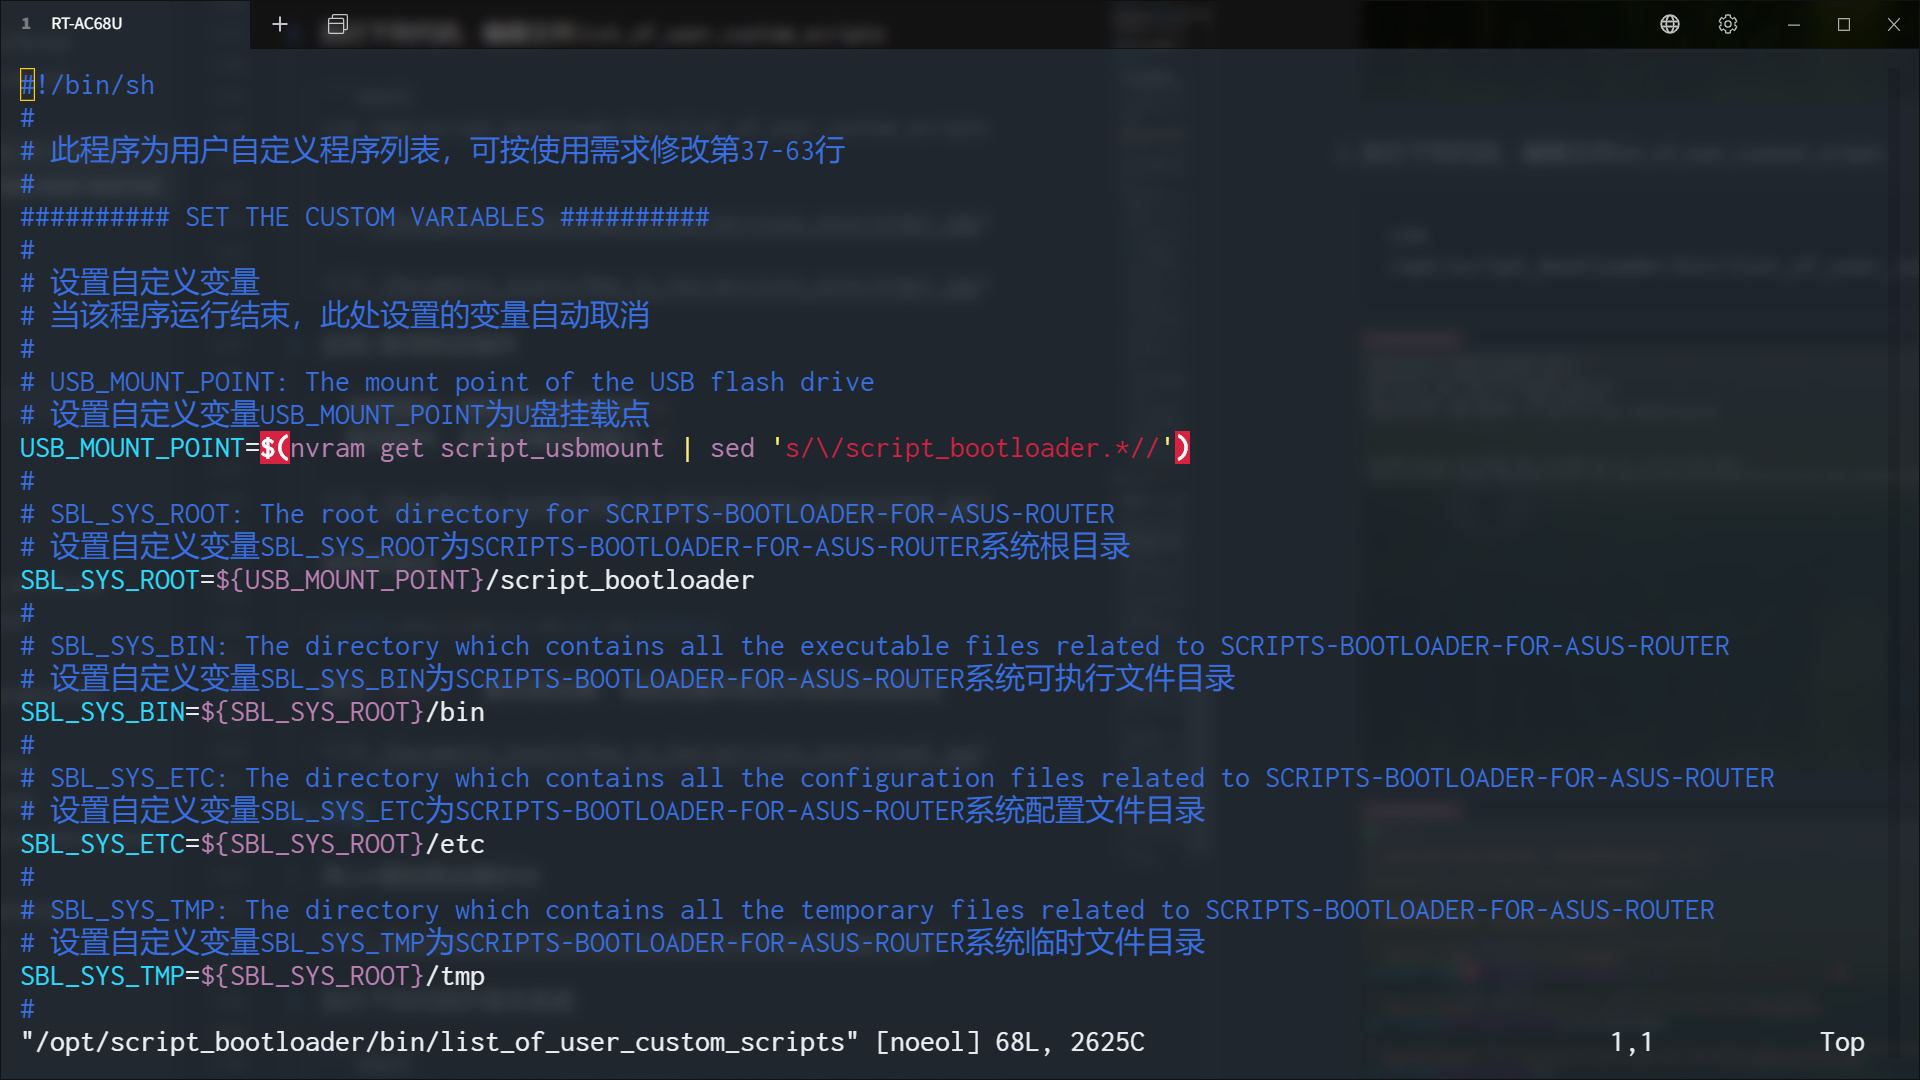 1 RT-AC68U
#!/bin/sh
#
# 此程序为用户自定义程序列表，可按使用需求修改第37-63行
#
########## SET THE CUSTOM VARIABLES ##########
#
# 设置自定义变量
# 当该程序运行结束，此处设置的变量自动取消
#
# USB_MOUNT_POINT: The mount point of the USB flash drive
# 设置自定义变量USB_MOUNT_POINT为U盘挂载点
USB_MOUNT_POINT=$(nvram get script_usbmount | sed 's/\/script_bootloader.*//')
#
# SBL_SYS_ROOT: The root directory for SCRIPTS-BOOTLOADER-FOR-ASUS-ROUTER
# 设置自定义变量SBL_SYS_ROOT为SCRIPTS-BOOTLOADER-FOR-ASUS-ROUTER系统根目录
SBL_SYS_ROOT=${USB_MOUNT_POINT}/script_bootloader
#
# SBL_SYS_BIN: The directory which contains all the executable files related to SCRIPTS-BOOTLOADER-FOR-ASUS-ROUTER
# 设置自定义变量SBL_SYS_BIN为SCRIPTS-BOOTLOADER-FOR-ASUS-ROUTER系统可执行文件目录
SBL_SYS_BIN=${SBL_SYS_ROOT}/bin
#
# SBL_SYS_ETC: The directory which contains all the configuration files related to SCRIPTS-BOOTLOADER-FOR-ASUS-ROUTER
# 设置自定义变量SBL_SYS_ETC为SCRIPTS-BOOTLOADER-FOR-ASUS-ROUTER系统配置文件目录
SBL_SYS_ETC=${SBL_SYS_ROOT}/etc
#
# SBL_SYS_TMP: The directory which contains all the temporary files related to SCRIPTS-BOOTLOADER-FOR-ASUS-ROUTER
# 设置自定义变量SBL_SYS_TMP为SCRIPTS-BOOTLOADER-FOR-ASUS-ROUTER系统临时文件目录
SBL_SYS_TMP=${SBL_SYS_ROOT}/tmp
#
"/opt/script_bootloader/bin/list_of_user_custom_scripts" [noeol] 68L, 2625C 1,1 Top